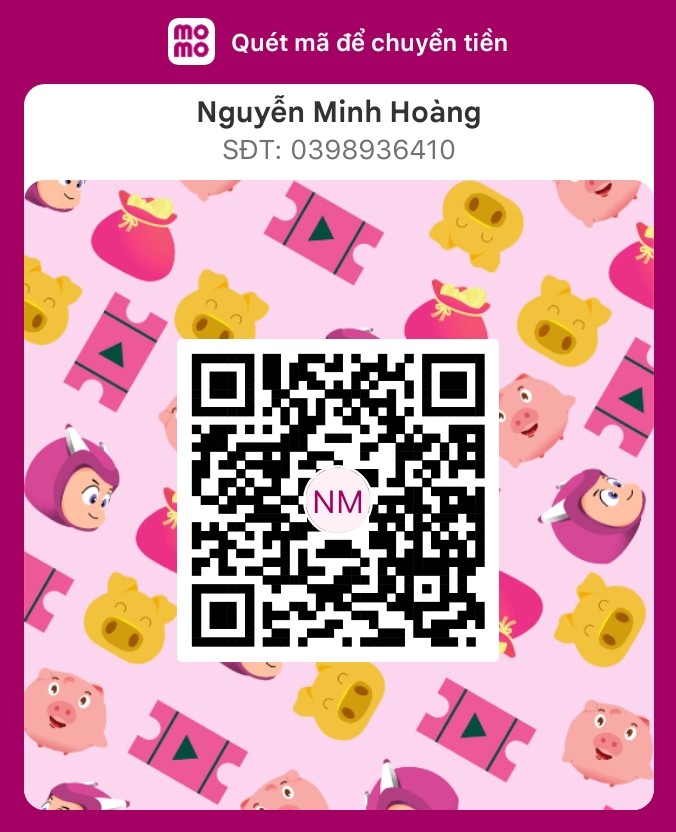 momo
Quét mã để chuyển tiền
Nguyễn Minh Hoàng
SĐT: 0398936410
NM